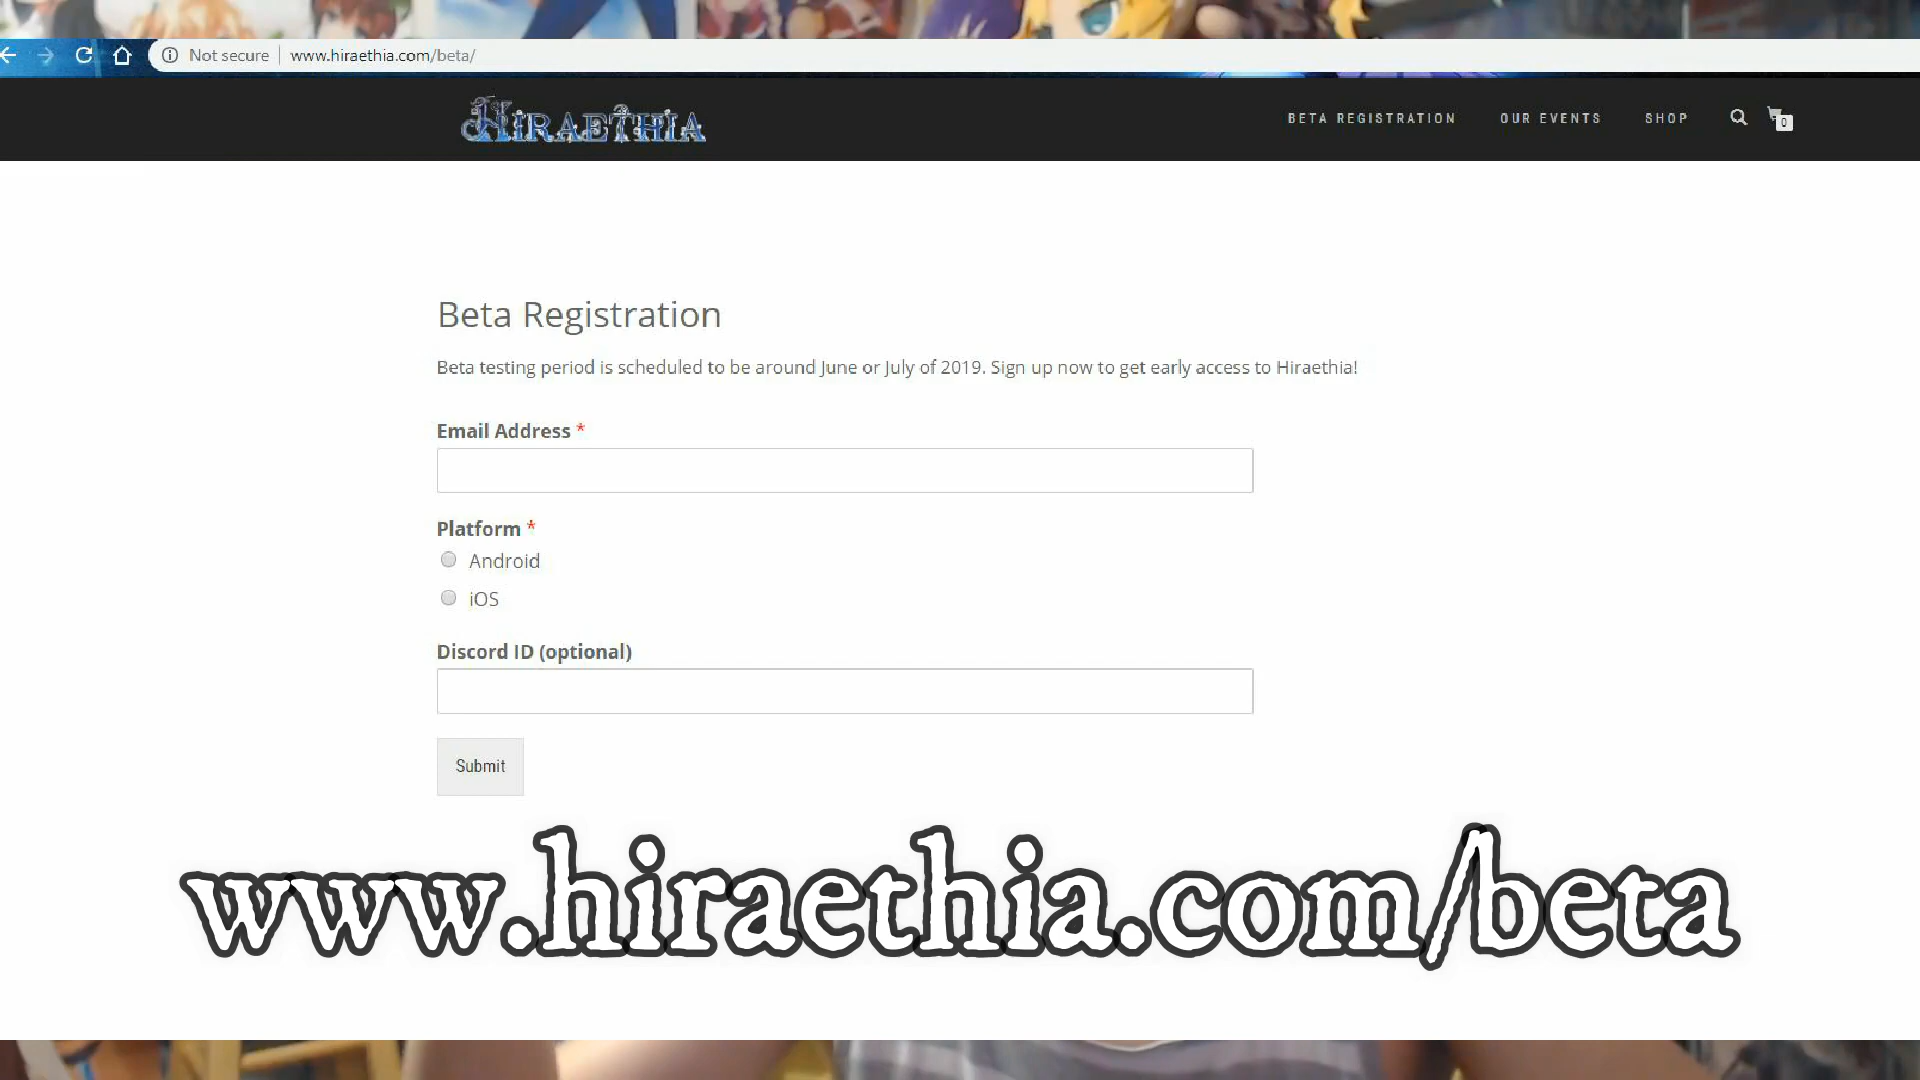 Not secure www.hiraethia.com/beta/
HIRAETHIA
BETA REGISTRATION OUR EVENTS SHOP 0
Beta Registration
Beta testing period is scheduled to be around June or July of 2019. Sign up now to get early access to Hiraethia!
Email Address *
Platform *
Android
iOS
Discord ID (optional)
Submit
www.hiraethia.com/beta